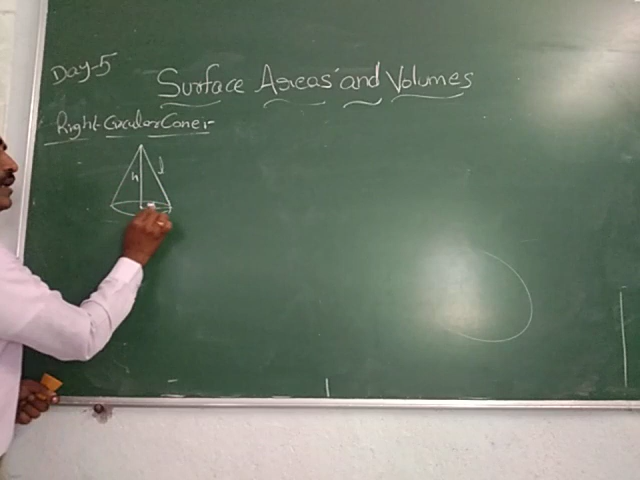 Day-5
Surface Areas and Volumes
Right Circular Cone:-
h l